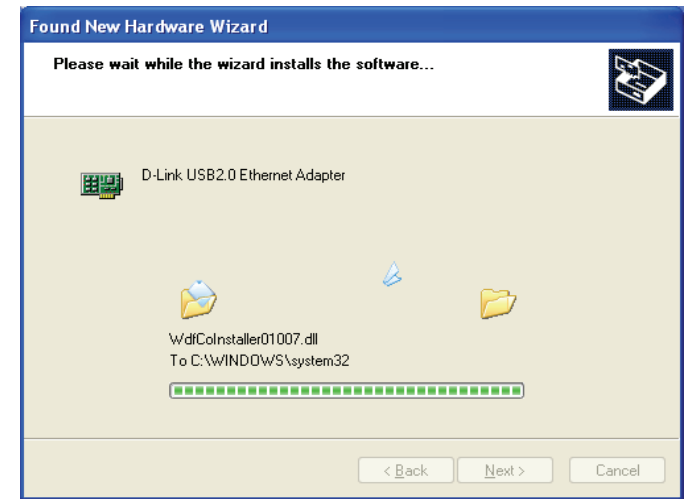 Found New Hardware Wizard
Please wait while the wizard installs the software...
D-Link USB2.0 Ethernet Adapter
WdfCoInstaller01007.dll
To C:\WINDOWS\system32
< Back Next > Cancel